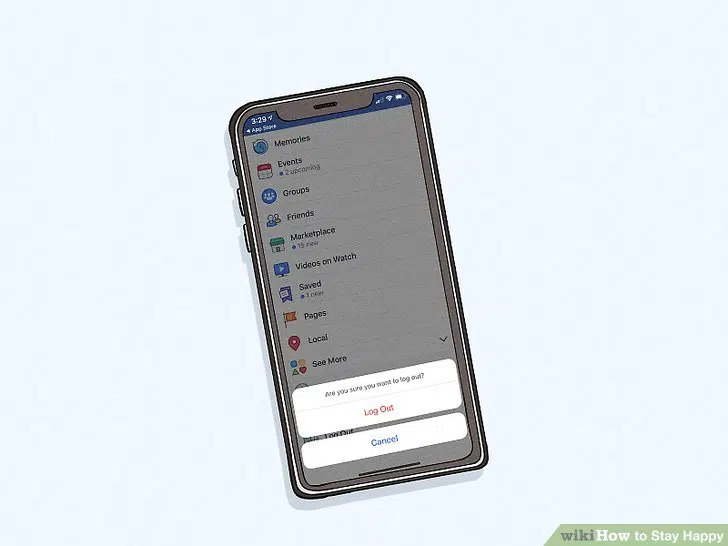 3:29
App Store
Memories
Events
2 upcoming
Groups
Friends
Marketplace
15 new
Videos on Watch
Saved
1 new
Pages
Local
See More
Are you sure you want to log out?
Log Out
Log Out
Cancel
wikiHow to Stay Happy